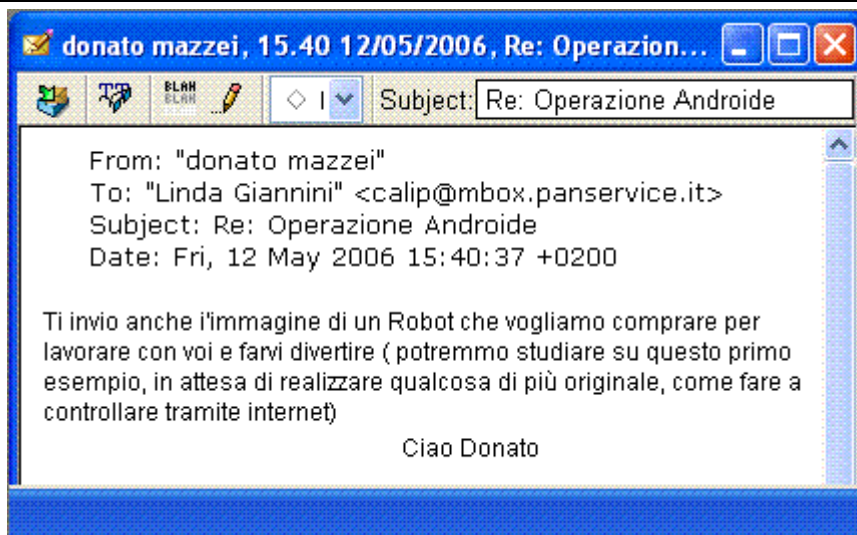 donato mazzei, 15.40 12/05/2006, Re: Operazion...
BLAH
BLAH
I
Subject: Re: Operazione Androide
From: "donato mazzei"
To: "Linda Giannini" <calip@mbox.panservice.it>
Subject: Re: Operazione Androide
Date: Fri, 12 May 2006 15:40:37 +0200
Ti invio anche i'immagine di un Robot che vogliamo comprare per
lavorare con voi e farvi divertire ( potremmo studiare su questo primo
esempio, in attesa di realizzare qualcosa di più originale, come fare a
controllare tramite internet)
Ciao Donato